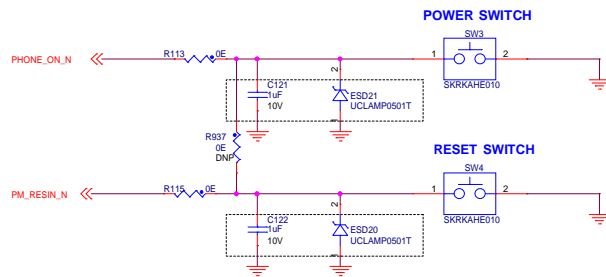 POWER SWITCH
SW3
PHONE_ON_N
R113
0E
1
2
SKRKAHE010
C121
1uF
10V
2
ESD21
UCLAMP0501T
1
R937
0E
DNP
RESET SWITCH
SW4
PM_RESIN_N
R115
0E
1
2
SKRKAHE010
C122
1uF
10V
2
ESD20
UCLAMP0501T
1